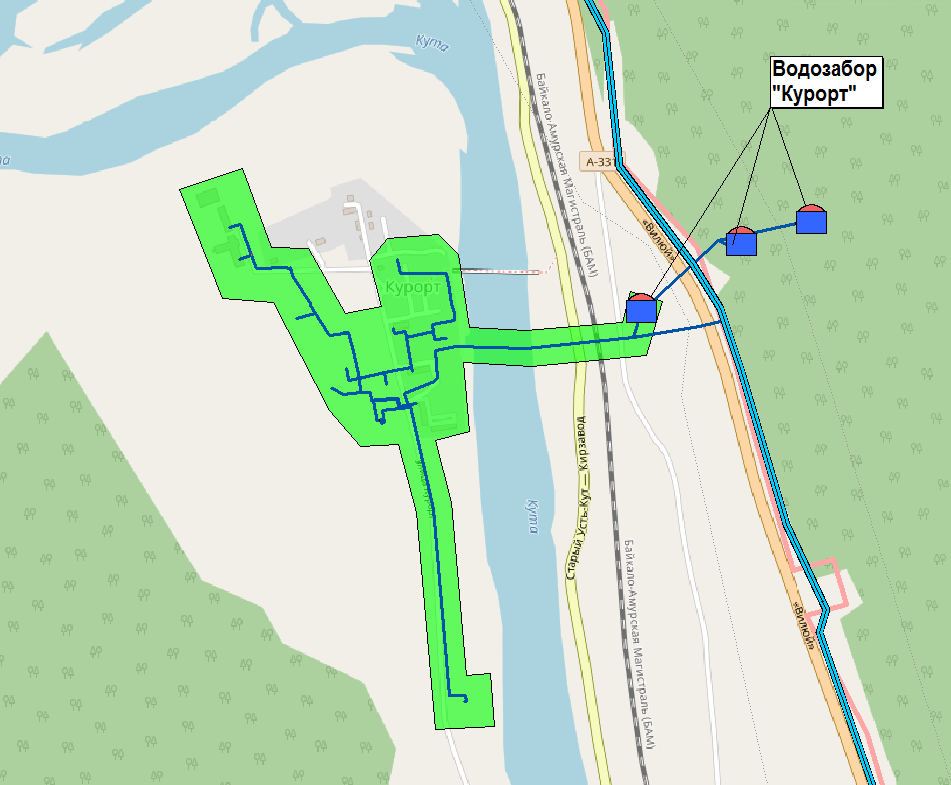 Кута
Водозабор
"Курорт"
Байкало-Амурская Магистраль (БАМ)
А-331
та
«Вилюй»
Курорт
Старый Усть-Кут — Кирзавод
Кута
Байкало-Амурская Магистраль (БАМ)
«Вилюй»